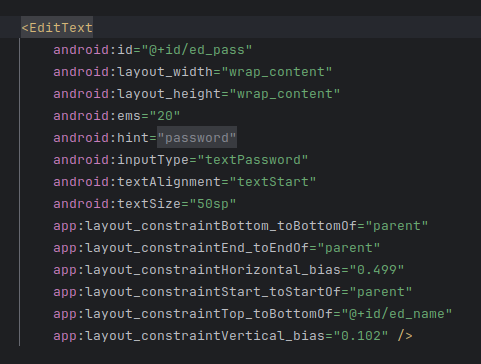 <EditText
android:id="@+id/ed_pass"
android:layout_width="wrap_content"
android:layout_height="wrap_content"
android:ems="20"
android:hint="password"
android:inputType="textPassword"
android:textAlignment="textStart"
android:textSize="50sp"
app:layout_constraintBottom_toBottomOf="parent"
app:layout_constraintEnd_toEndOf="parent"
app:layout_constraintHorizontal_bias="0.499"
app:layout_constraintStart_toStartOf="parent"
app:layout_constraintTop_toBottomOf="@+id/ed_name"
app:layout_constraintVertical_bias="0.102" />